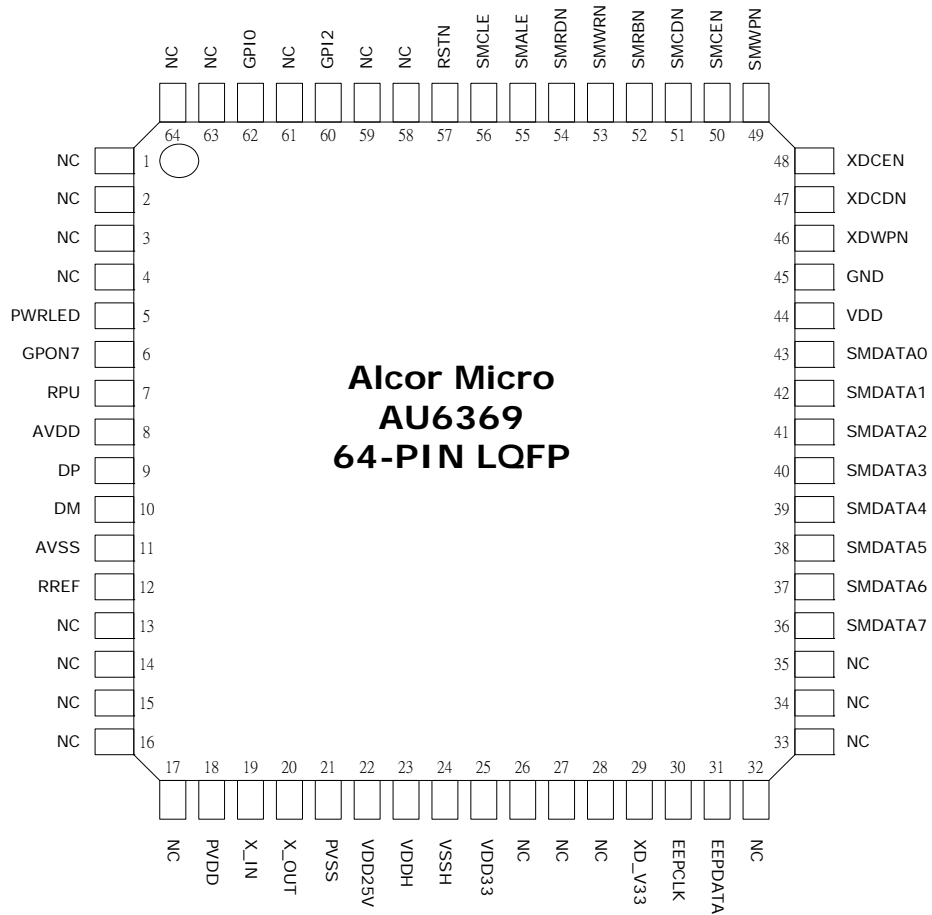 NC
NC
GPI0
NC
GPI2
NC
NC
RSTN
SMCLE
SMALE
SMRDN
SMWRN
SMRBN
SMCDN
SMCEN
SMWPN
64 63 62 61 60 59 58 57 56 55 54 53 52 51 50 49
NC 1 48 XDCEN
NC 2 47 XDCDN
NC 3 46 XDWPN
NC 4 45 GND
PWRLED 5 44 VDD
GPON7 6 43 SMDATA0
RPU 7 42 SMDATA1
AVDD 8 41 SMDATA2
DP 9 40 SMDATA3
DM 10 39 SMDATA4
AVSS 11 38 SMDATA5
RREF 12 37 SMDATA6
NC 13 36 SMDATA7
NC 14 35 NC
NC 15 34 NC
NC 16 33 NC
Alcor Micro
AU6369
64-PIN LQFP
17 18 19 20 21 22 23 24 25 26 27 28 29 30 31 32
NC
PVDD
X_IN
X_OUT
PVSS
VDD25V
VDDH
VSSH
VDD33
NC
NC
NC
XD_V33
EEPCLK
EEPDATA
NC